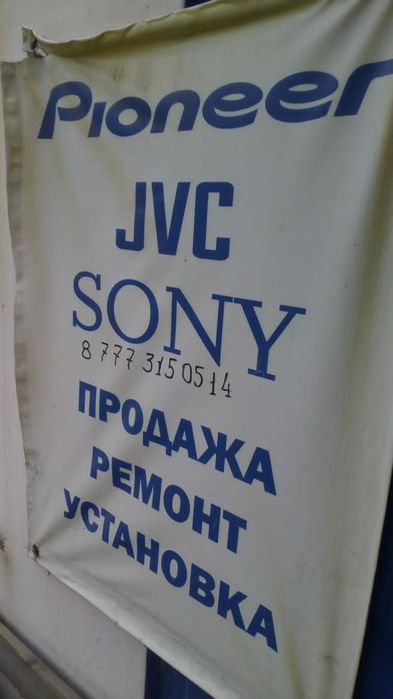 Pioneer
JVC
SONY
8 777 315 05 14
ПРОДАЖА
РЕМОНТ
УСТАНОВКА